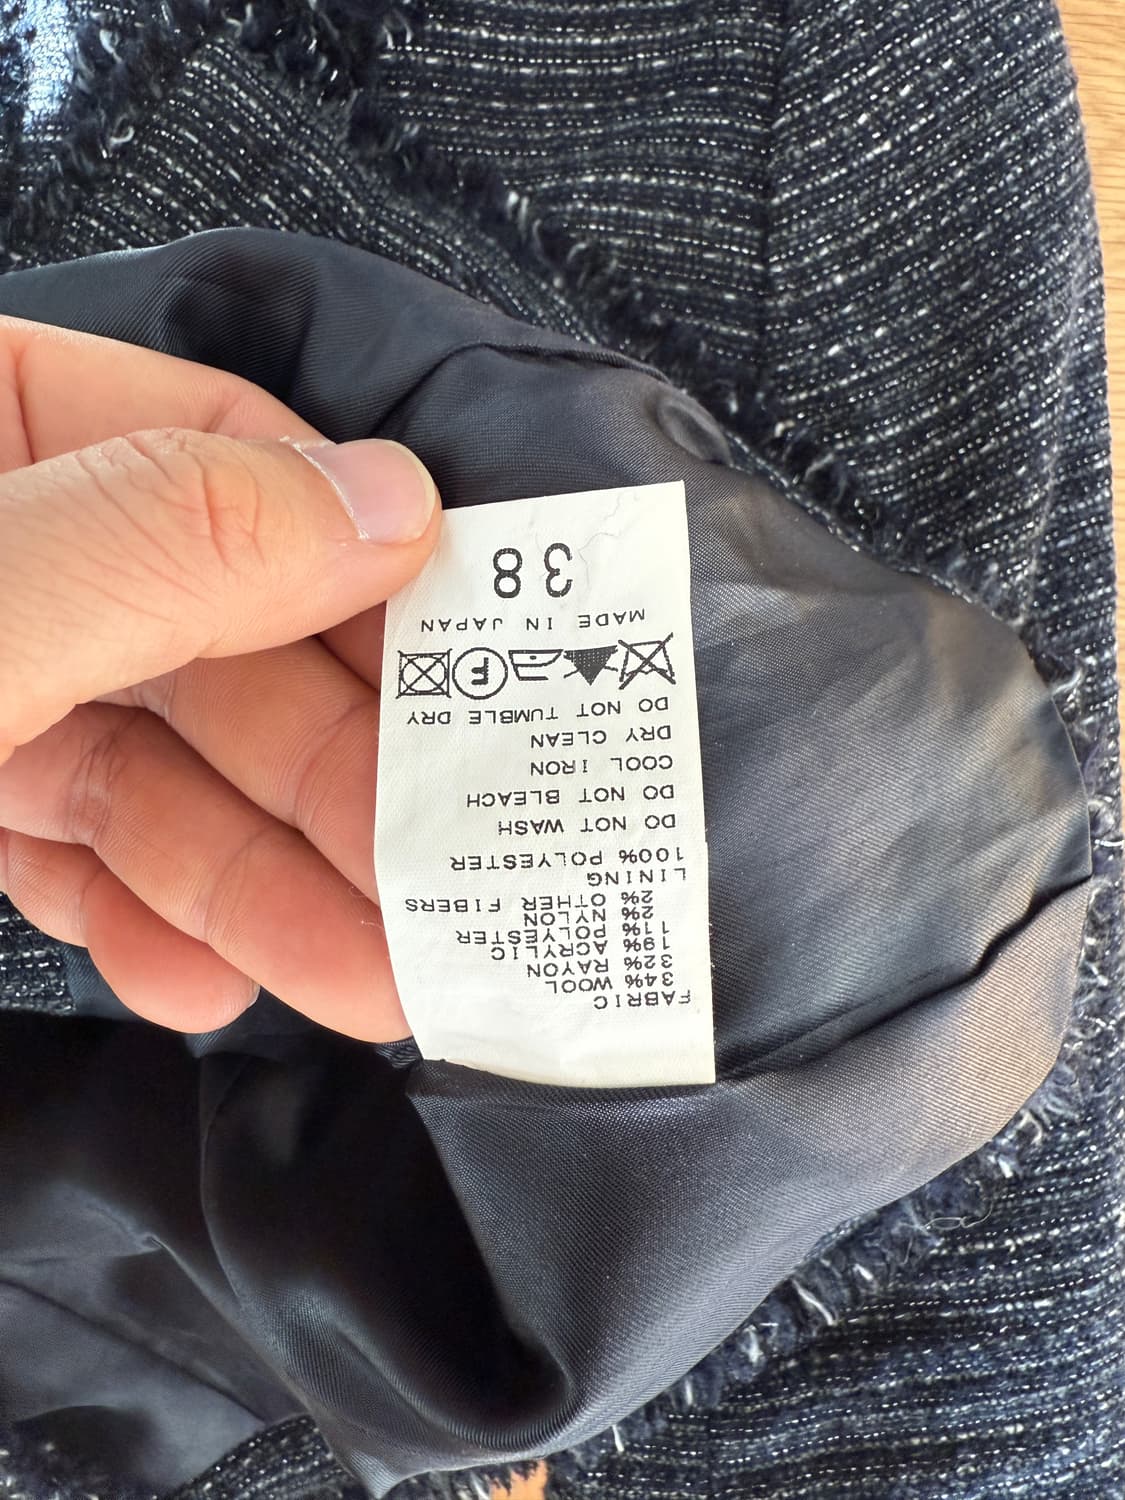 FABRIC
34% WOOL
32% RAYON
19% ACRYLIC
11% POLYESTER
2% NYLON
2% OTHER FIBERS
LINING
100% POLYESTER
DO NOT WASH
DO NOT BLEACH
COOL IRON
DRY CLEAN
DO NOT TUMBLE DRY
F
MADE IN JAPAN
38